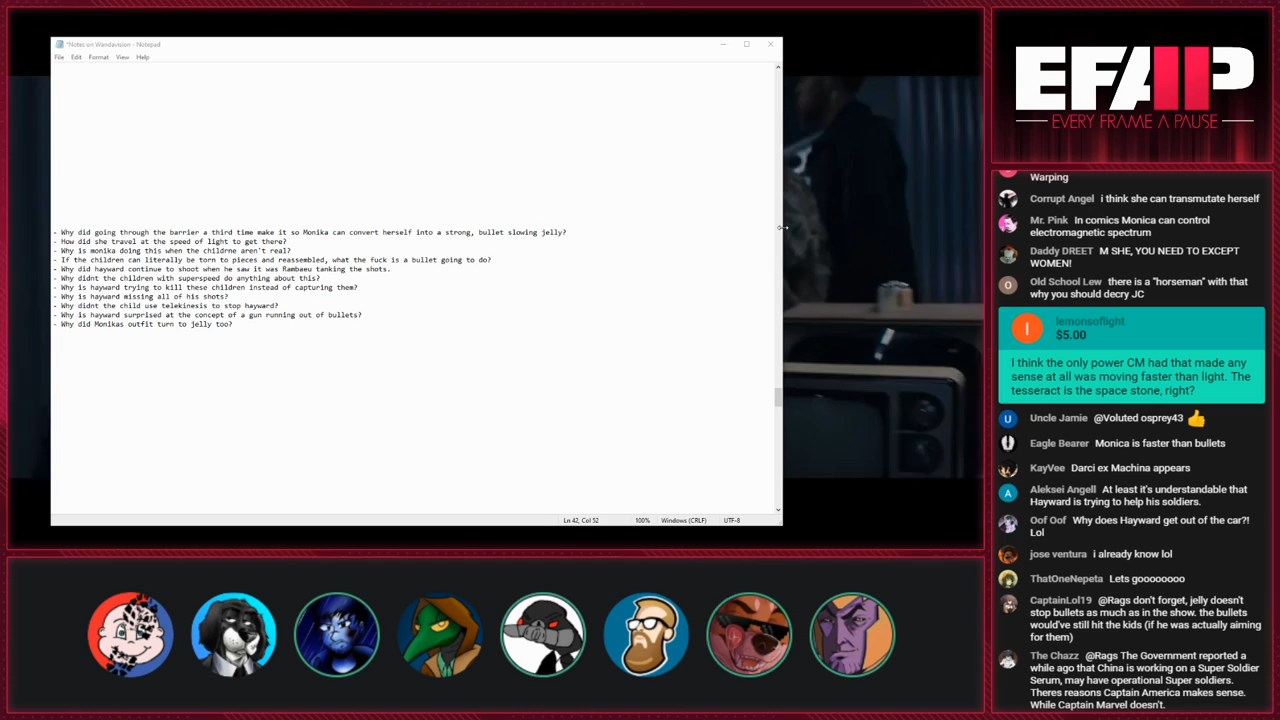 *Notes on Wandavision - Notepad
File Edit Format View Help
- Why did going through the barrier a third time make it so Monika can convert herself into a strong, bullet slowing jelly?
- How did she travel at the speed of light to get there?
- Why is monika doing this when the childrne aren't real?
- If the children can literally be torn to pieces and reassembled, what the fuck is a bullet going to do?
- Why did hayward continue to shoot when he saw it was Rambaeu tanking the shots.
- Why didnt the children with superspeed do anything about this?
- Why is hayward trying to kill these children instead of capturing them?
- Why is hayward missing all of his shots?
- Why didnt the child use telekinesis to stop hayward?
- Why is hayward surprised at the concept of a gun running out of bullets?
- Why did Monikas outfit turn to jelly too?
Ln 42, Col 52 100% Windows (CRLF) UTF-8
EFAP
EVERY FRAME A PAUSE
Warping
Corrupt Angel i think she can transmutate herself
Mr. Pink In comics Monica can control
electromagnetic spectrum
Daddy DREET M SHE, YOU NEED TO EXCEPT
WOMEN!
Old School Lew there is a "horseman" with that
why you should decry JC
lemonsoflight
$5.00
I think the only power CM had that made any
sense at all was moving faster than light. The
tesseract is the space stone, right?
Uncle Jamie @Voluted osprey43 👍
Eagle Bearer Monica is faster than bullets
KayVee Darci ex Machina appears
Aleksei Angell At least it's understandable that
Hayward is trying to help his soldiers.
Oof Oof Why does Hayward get out of the car?!
Lol
jose ventura i already know lol
ThatOneNepeta Lets goooooooo
CaptainLol19 @Rags don't forget, jelly doesn't
stop bullets as much as in the show. the bullets
would've still hit the kids (if he was actually aiming
for them)
The Chazz @Rags The Government reported a
while ago that China is working on a Super Soldier
Serum, may have operational Super soldiers.
Theres reasons Captain America makes sense.
While Captain Marvel doesn't.